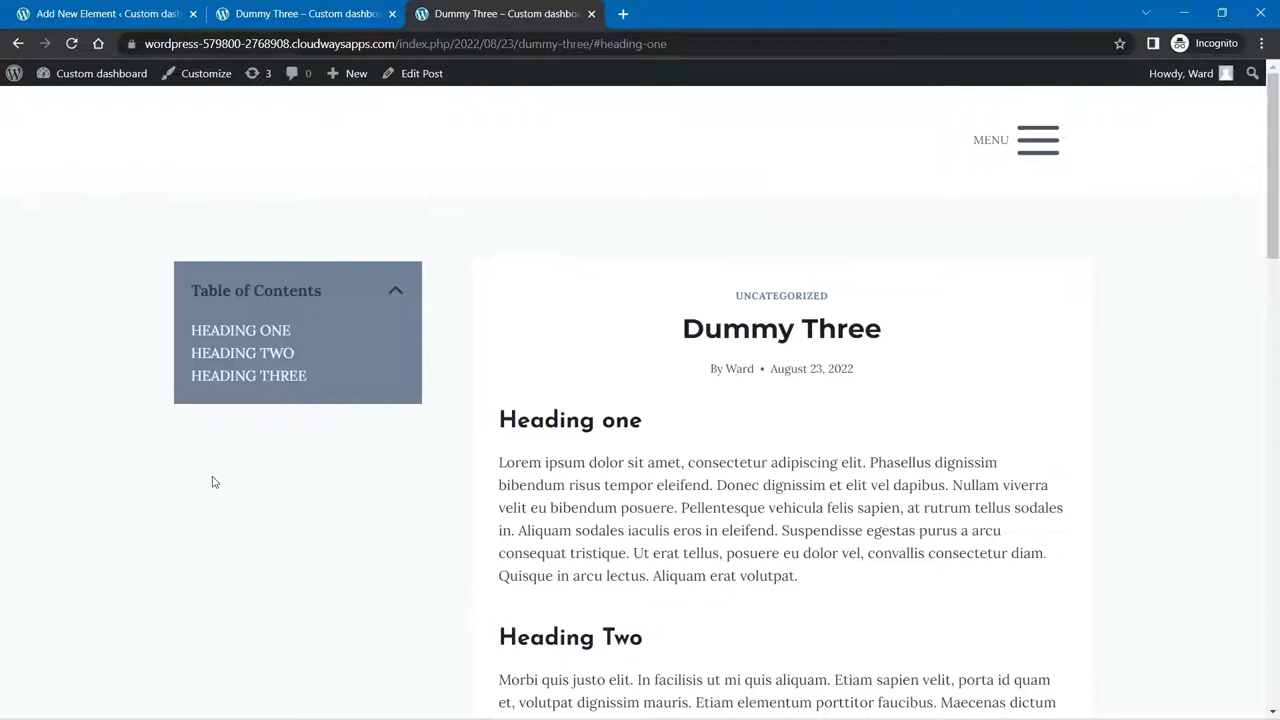 Add New Element ‹ Custom dash
Dummy Three – Custom dashboa
Dummy Three – Custom dashboa
wordpress-579800-2768908.cloudwaysapps.com/index.php/2022/08/23/dummy-three/#heading-one
Incognito
Custom dashboard
Customize
3
0
New
Edit Post
Howdy, Ward
MENU
Table of Contents
HEADING ONE
HEADING TWO
HEADING THREE
UNCATEGORIZED
Dummy Three
By Ward • August 23, 2022
Heading one
Lorem ipsum dolor sit amet, consectetur adipiscing elit. Phasellus dignissim
bibendum risus tempor eleifend. Donec dignissim et elit vel dapibus. Nullam viverra
velit eu bibendum posuere. Pellentesque vehicula felis sapien, at rutrum tellus sodales
in. Aliquam sodales iaculis eros in eleifend. Suspendisse egestas purus a arcu
consequat tristique. Ut erat tellus, posuere eu dolor vel, convallis consectetur diam.
Quisque in arcu lectus. Aliquam erat volutpat.
Heading Two
Morbi quis justo elit. In facilisis ut mi quis aliquam. Etiam sapien velit, porta id quam
et, volutpat dignissim mauris. Etiam elementum porttitor faucibus. Maecenas dictum